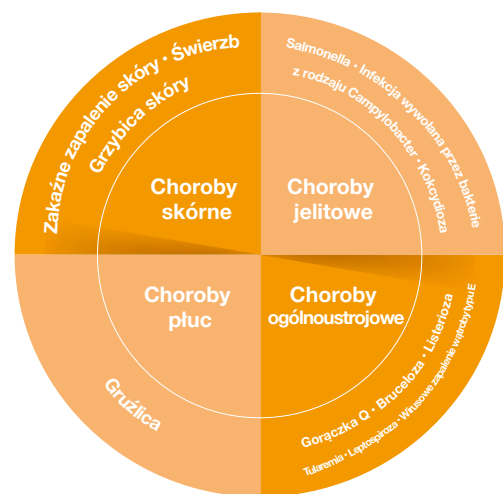 Zakaźne zapalenie skóry • Świerzb
Grzybica skóry
Choroby
skórne
Salmonella • Infekcja wywołana przez bakterie
z rodzaju Campylobacter • Kokcydioza
Choroby
jelitowe
Choroby
płuc
Gruźlica
Choroby
ogólnoustrojowe
Gorączka Q • Bruceloza • Listerioza
Tularemia • Leptospiroza • Wirusowe zapalenie wątroby typu E